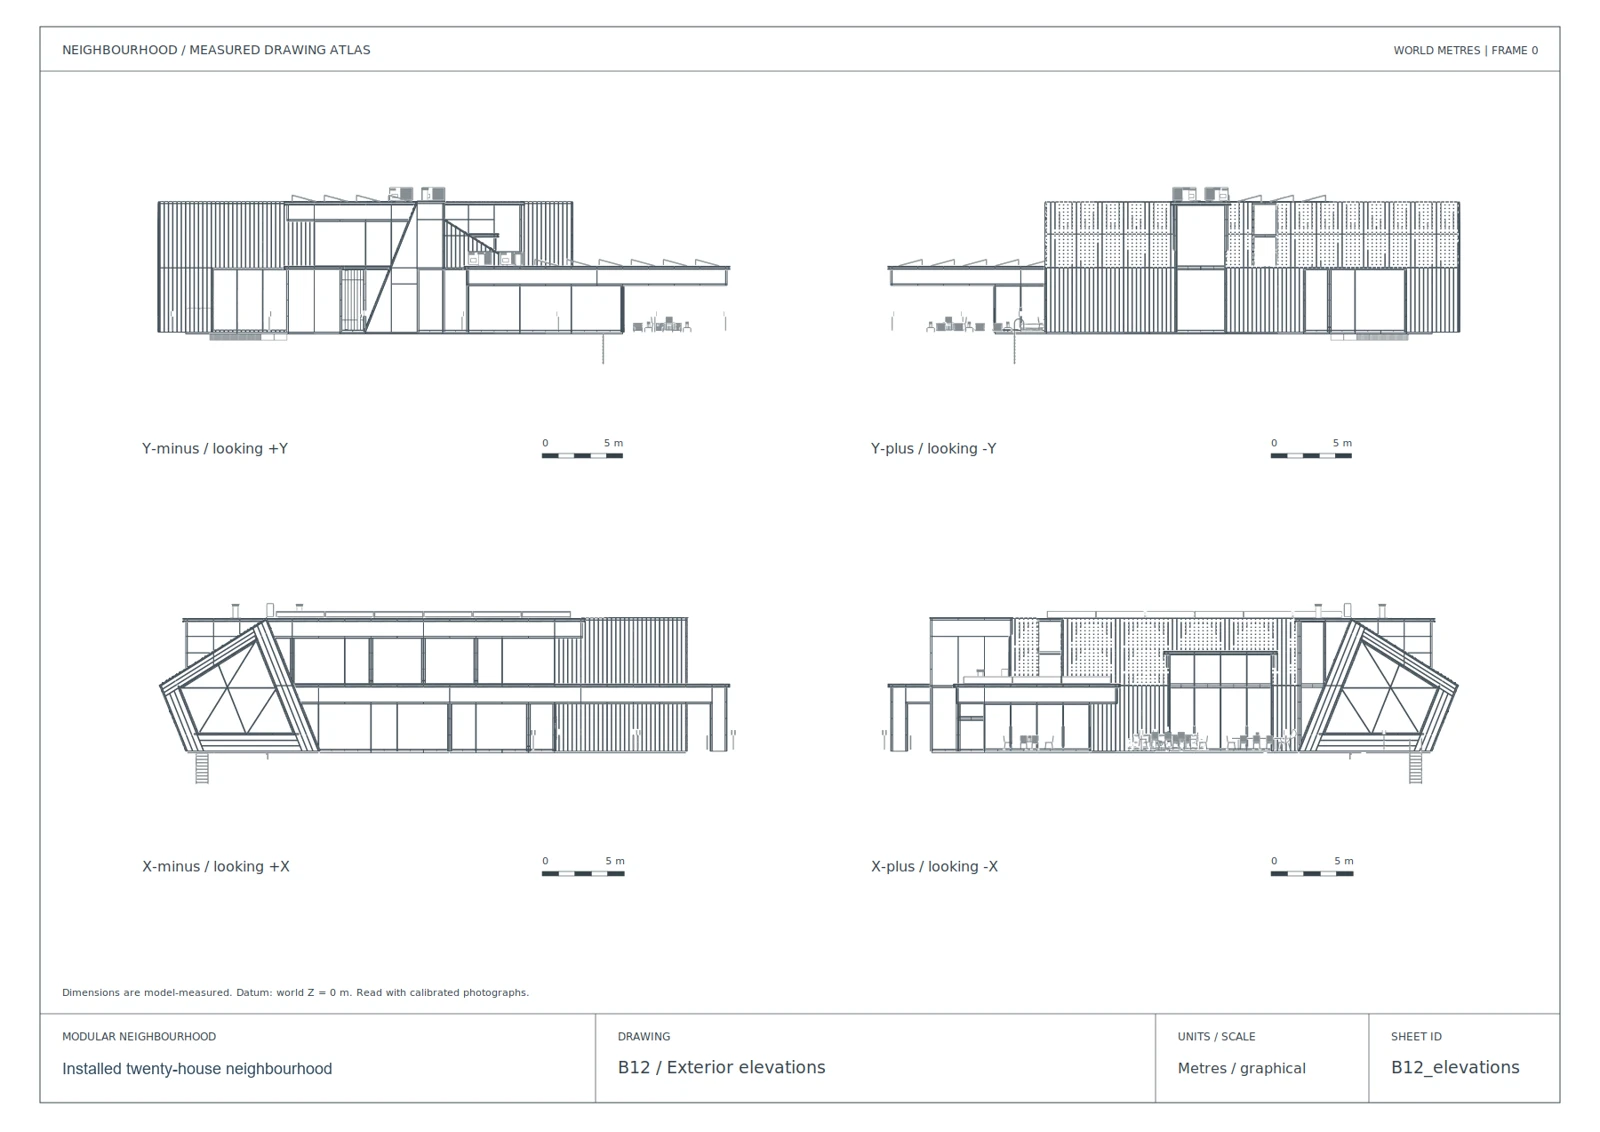 NEIGHBOURHOOD / MEASURED DRAWING ATLAS
WORLD METRES | FRAME 0
Y-minus / looking +Y
0 5 m
Y-plus / looking -Y
0 5 m
X-minus / looking +X
0 5 m
X-plus / looking -X
0 5 m
Dimensions are model-measured. Datum: world Z = 0 m. Read with calibrated photographs.
MODULAR NEIGHBOURHOOD
Installed twenty-house neighbourhood
DRAWING
B12 / Exterior elevations
UNITS / SCALE
Metres / graphical
SHEET ID
B12_elevations